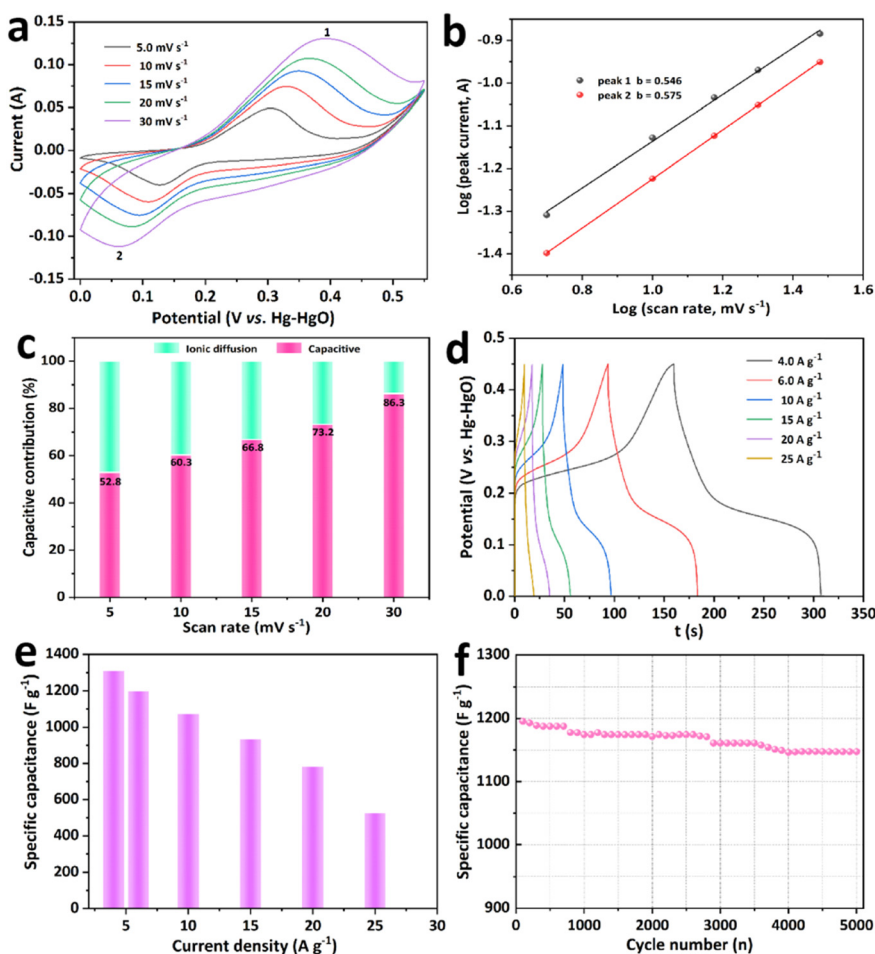 a
0.15
0.10
0.05
0.00
-0.05
-0.10
-0.15
Current (A)
5.0 mV s⁻¹
10 mV s⁻¹
15 mV s⁻¹
20 mV s⁻¹
30 mV s⁻¹
1
2
0.0 0.1 0.2 0.3 0.4 0.5
Potential (V vs. Hg-HgO)
b
-0.9
-1.1
-1.3
-1.4
Log (peak current, A)
peak 1 b = 0.546
peak 2 b = 0.575
0.6 0.8 1.0 1.2 1.4 1.6
Log (scan rate, mV s⁻¹)
c
Ionic diffusion Capacitive
100
80
60
40
20
0
Capacitive contribution (%)
52.8 60.3 66.8 73.2 86.3
5 10 15 20 30
Scan rate (mV s⁻¹)
d
0.5
0.4
0.3
0.2
0.1
0.0
Potential (V vs. Hg-HgO)
4.0 A g⁻¹
6.0 A g⁻¹
10 A g⁻¹
15 A g⁻¹
20 A g⁻¹
25 A g⁻¹
0 50 100 150 200 250 300 350
t (s)
e
1400
1200
1000
800
600
400
200
0
Specific capacitance (F g⁻¹)
5 10 15 20 25 30
Current density (A g⁻¹)
f
1300
1200
1100
1000
900
Specific capacitance (F g⁻¹)
0 1000 2000 3000 4000 5000
Cycle number (n)